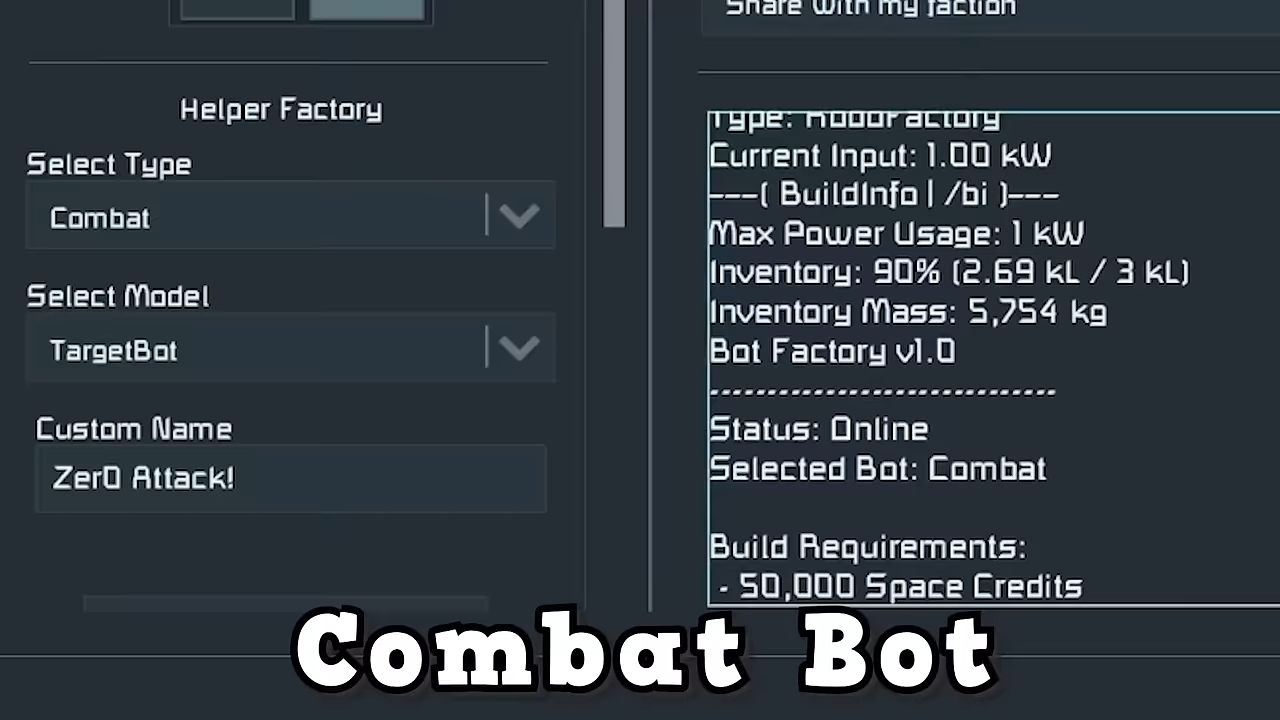 Share with my faction
Helper Factory
Select Type
Combat
Select Model
TargetBot
Custom Name
Zer0 Attack!
Type: RoboFactory
Current Input: 1.00 kW
---( BuildInfo | /bi )---
Max Power Usage: 1 kW
Inventory: 90% (2.69 kL / 3 kL)
Inventory Mass: 5,754 kg
Bot Factory v1.0
------------------------------
Status: Online
Selected Bot: Combat
Build Requirements:
- 50,000 Space Credits
Combat Bot